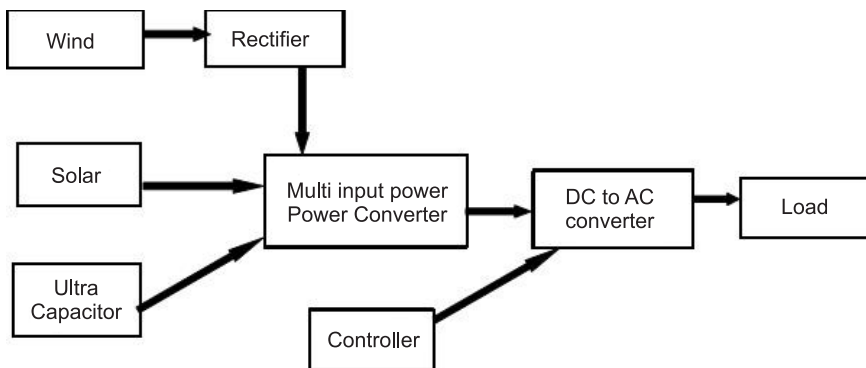 Wind
Rectifier
Solar
Multi input power
Power Converter
DC to AC
converter
Load
Ultra
Capacitor
Controller